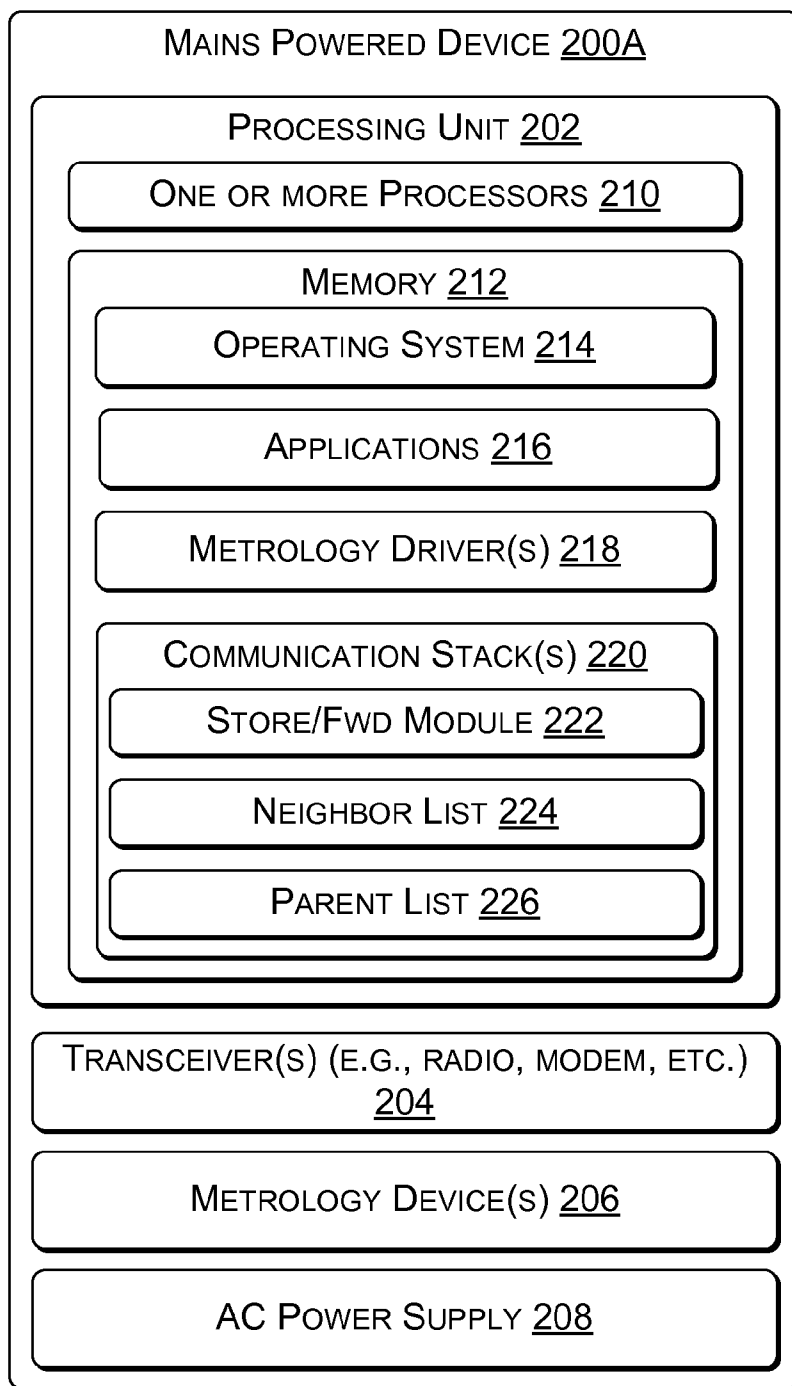 MAINS POWERED DEVICE 200A
PROCESSING UNIT 202
ONE OR MORE PROCESSORS 210
MEMORY 212
OPERATING SYSTEM 214
APPLICATIONS 216
METROLOGY DRIVER(S) 218
COMMUNICATION STACK(S) 220
STORE/FWD MODULE 222
NEIGHBOR LIST 224
PARENT LIST 226
TRANSCEIVER(S) (E.G., RADIO, MODEM, ETC.)
204
METROLOGY DEVICE(S) 206
AC POWER SUPPLY 208